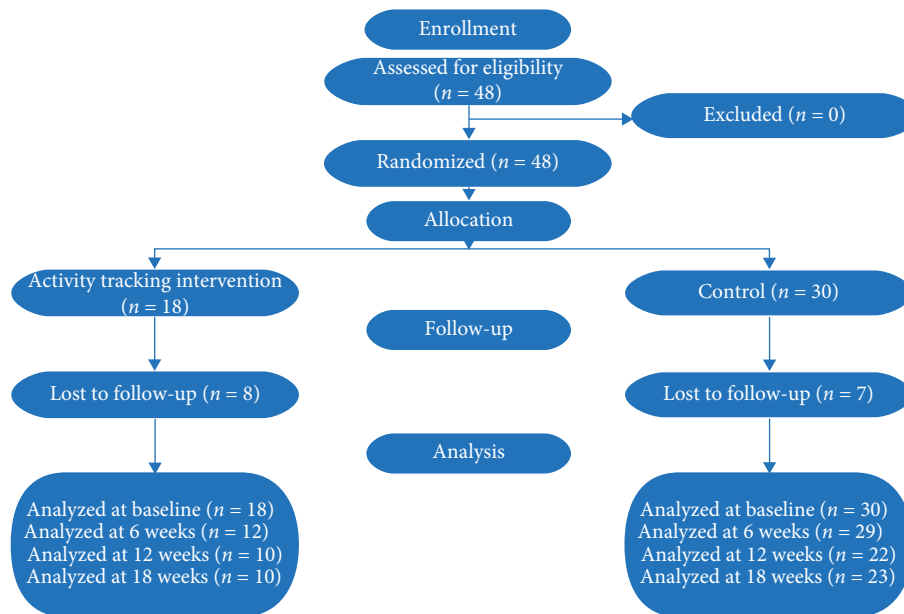 Enrollment
Assessed for eligibility
(n = 48)
Excluded (n = 0)
Randomized (n = 48)
Allocation
Activity tracking intervention
(n = 18)
Control (n = 30)
Follow-up
Lost to follow-up (n = 8)
Lost to follow-up (n = 7)
Analysis
Analyzed at baseline (n = 18)
Analyzed at 6 weeks (n = 12)
Analyzed at 12 weeks (n = 10)
Analyzed at 18 weeks (n = 10)
Analyzed at baseline (n = 30)
Analyzed at 6 weeks (n = 29)
Analyzed at 12 weeks (n = 22)
Analyzed at 18 weeks (n = 23)